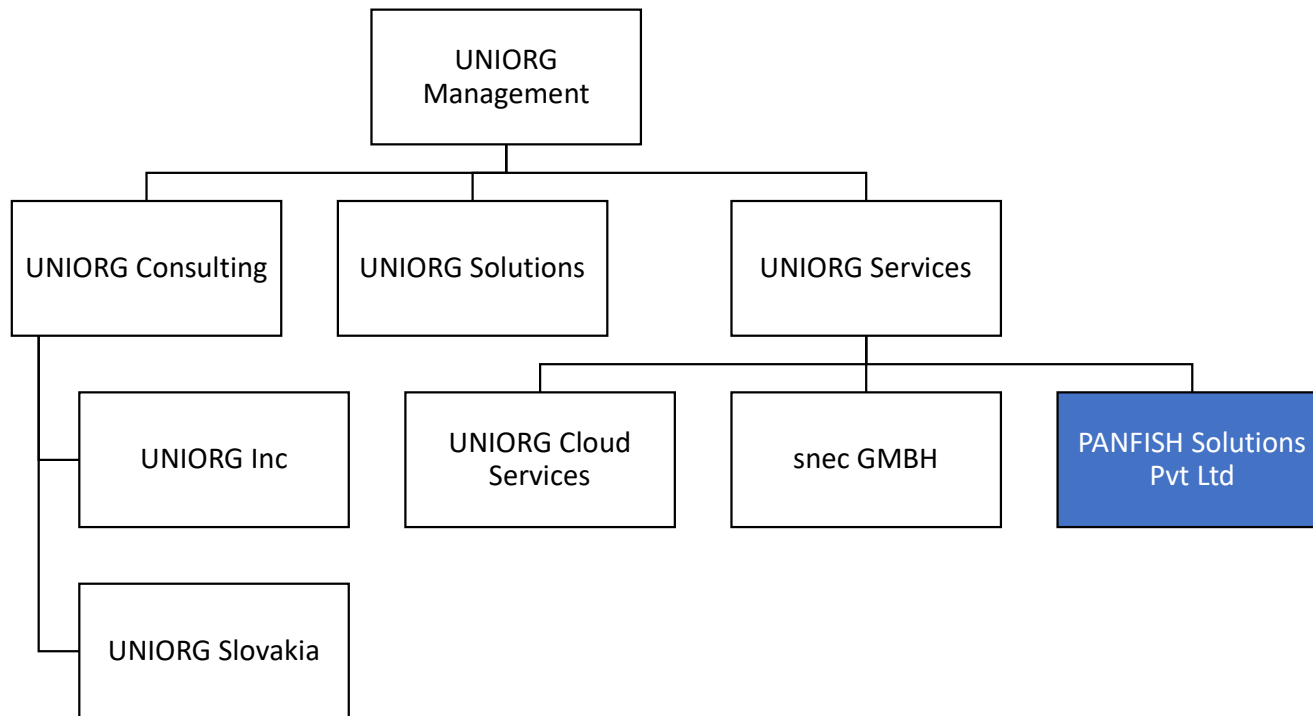 UNIORG
Management
UNIORG Consulting
UNIORG Solutions
UNIORG Services
UNIORG Inc
UNIORG Cloud
Services
snec GMBH
PANFISH Solutions
Pvt Ltd
UNIORG Slovakia